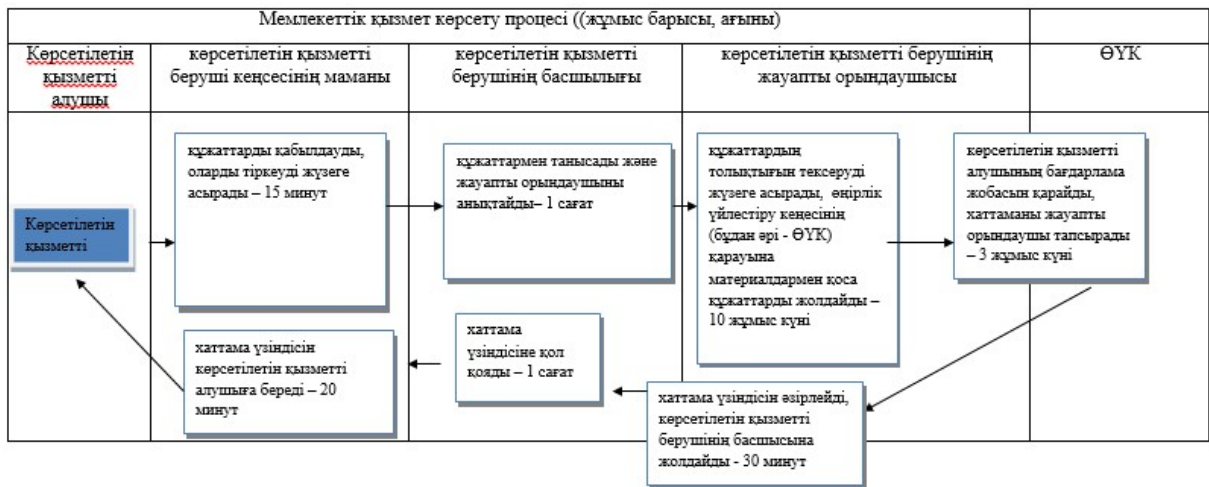 Мемлекеттік қызмет көрсету процесі ((жұмыс барысы, ағыны)
Көрсетілетін
қызметті
алушы
көрсетілетін қызметті
беруші кеңсесінің маманы
көрсетілетін қызметті
берушінің басшылығы
көрсетілетін қызметті берушінің
жауапты орындаушысы
ӨҮК
Көрсетілетін
қызметті
құжаттарды қабылдауды,
оларды тіркеуді жүзеге
асырады – 15 минут
құжаттармен танысады және
жауапты орындаушыны
анықтайды– 1 сағат
құжаттардың
толықтығын тексеруді
жүзеге асырады, өңірлік
үйлестіру кеңесінің
(бұдан әрі - ӨҮК)
қарауына
материалдармен қоса
құжаттарды жолдайды –
10 жұмыс күні
көрсетілетін қызметті
алушының бағдарлама
жобасын қарайды,
хаттаманы жауапты
орындаушы тапсырады
– 3 жұмыс күні
хаттама үзіндісін
көрсетілетін қызметті
алушыға береді – 20
минут
хаттама
үзіндісіне қол
қояды – 1 сағат
хаттама үзіндісін әзірлейді,
көрсетілетін қызметті
берушінің басшысына
жолдайды - 30 минут